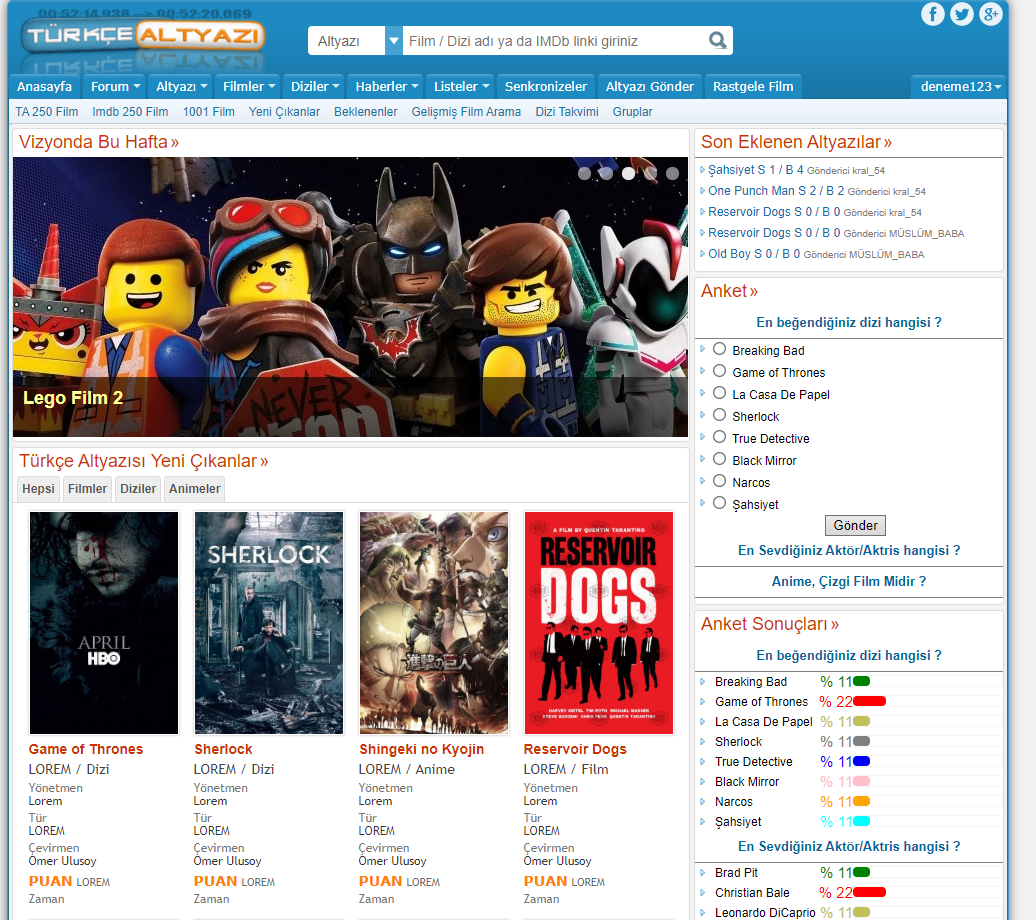 00:52:14.938 --> 00:52:20.069
TÜRKÇE ALTYAZI
Altyazı
Film / Dizi adı ya da IMDb linki giriniz
Anasayfa Forum Altyazı Filmler Diziler Haberler Listeler Senkronizeler Altyazı Gönder Rastgele Film deneme123
TA 250 Film Imdb 250 Film 1001 Film Yeni Çıkanlar Beklenenler Gelişmiş Film Arama Dizi Takvimi Gruplar
Vizyonda Bu Hafta »
NEVER
Lego Film 2
Türkçe Altyazısı Yeni Çıkanlar »
Hepsi Filmler Diziler Animeler
APRIL
HBO
SHERLOCK
進撃の巨人
A FILM BY QUENTIN TARANTINO
RESERVOIR
DOGS
HARVEY KEITEL TIM ROTH MICHAEL MADSEN
STEVE BUSCEMI CHRIS PENN QUENTIN TARANTINO
Game of Thrones
LOREM / Dizi
Yönetmen
Lorem
Tür
LOREM
Çevirmen
Ömer Ulusoy
PUAN LOREM
Zaman
Sherlock
LOREM / Dizi
Yönetmen
Lorem
Tür
LOREM
Çevirmen
Ömer Ulusoy
PUAN LOREM
Zaman
Shingeki no Kyojin
LOREM / Anime
Yönetmen
Lorem
Tür
LOREM
Çevirmen
Ömer Ulusoy
PUAN LOREM
Zaman
Reservoir Dogs
LOREM / Film
Yönetmen
Lorem
Tür
LOREM
Çevirmen
Ömer Ulusoy
PUAN LOREM
Zaman
Son Eklenen Altyazılar »
Şahsiyet S 1 / B 4 Gönderici kral_54
One Punch Man S 2 / B 2 Gönderici kral_54
Reservoir Dogs S 0 / B 0 Gönderici kral_54
Reservoir Dogs S 0 / B 0 Gönderici MÜSLÜM_BABA
Old Boy S 0 / B 0 Gönderici MÜSLÜM_BABA
Anket »
En beğendiğiniz dizi hangisi ?
Breaking Bad
Game of Thrones
La Casa De Papel
Sherlock
True Detective
Black Mirror
Narcos
Şahsiyet
Gönder
En Sevdiğiniz Aktör/Aktris hangisi ?
Anime, Çizgi Film Midir ?
Anket Sonuçları »
En beğendiğiniz dizi hangisi ?
Breaking Bad % 11
Game of Thrones % 22
La Casa De Papel % 11
Sherlock % 11
True Detective % 11
Black Mirror % 11
Narcos % 11
Şahsiyet % 11
En Sevdiğiniz Aktör/Aktris hangisi ?
Brad Pit % 11
Christian Bale % 22
Leonardo DiCaprio % 11